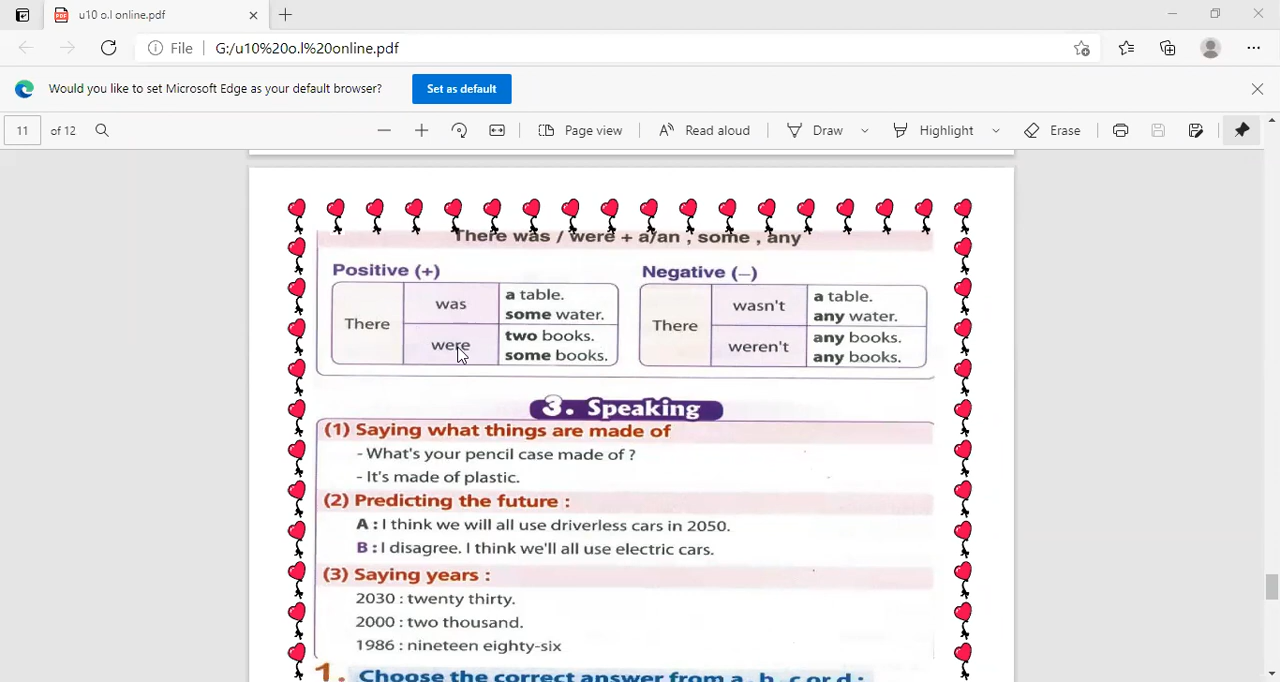 u10 o.l online.pdf
File G:/u10%20o.l%20online.pdf
Would you like to set Microsoft Edge as your default browser? Set as default
11 of 12 Page view Read aloud Draw Highlight Erase
There was / were + a/an , some , any
Positive (+)
There was a table.
some water.
were two books.
some books.
Negative (−)
There wasn't a table.
any water.
weren't any books.
any books.
3. Speaking
(1) Saying what things are made of
- What's your pencil case made of ?
- It's made of plastic.
(2) Predicting the future :
A : I think we will all use driverless cars in 2050.
B : I disagree. I think we'll all use electric cars.
(3) Saying years :
2030 : twenty thirty.
2000 : two thousand.
1986 : nineteen eighty-six
1. Choose the correct answer from a , b , c or d :